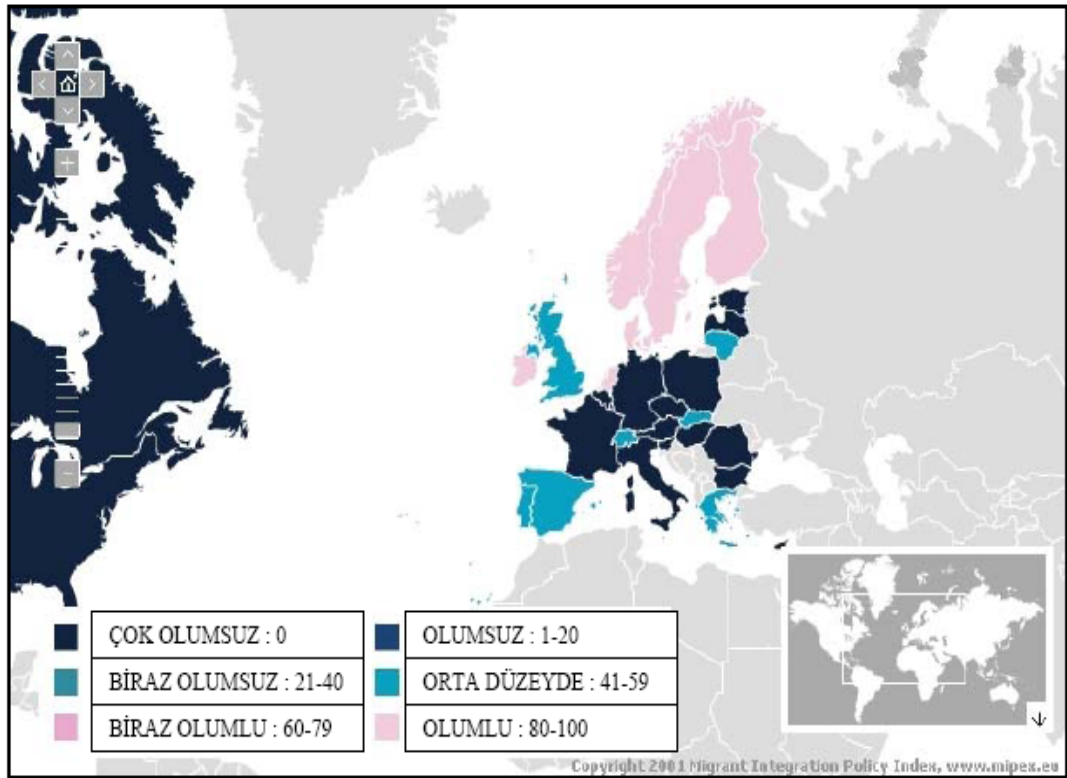 ÇOK OLUMSUZ : 0
OLUMSUZ : 1-20
BİRAZ OLUMSUZ : 21-40
ORTA DÜZEYDE : 41-59
BİRAZ OLUMLU : 60-79
OLUMLU : 80-100
Copyright 2001 Migrant Integration Policy Index, www.mipex.eu